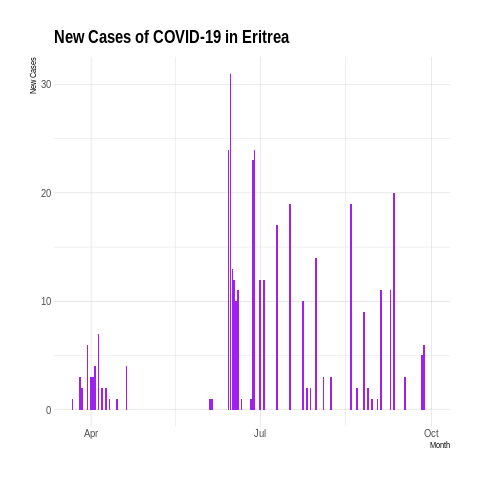 New Cases of COVID-19 in Eritrea
New Cases
30
20
10
0
Apr
Jul
Oct
Month